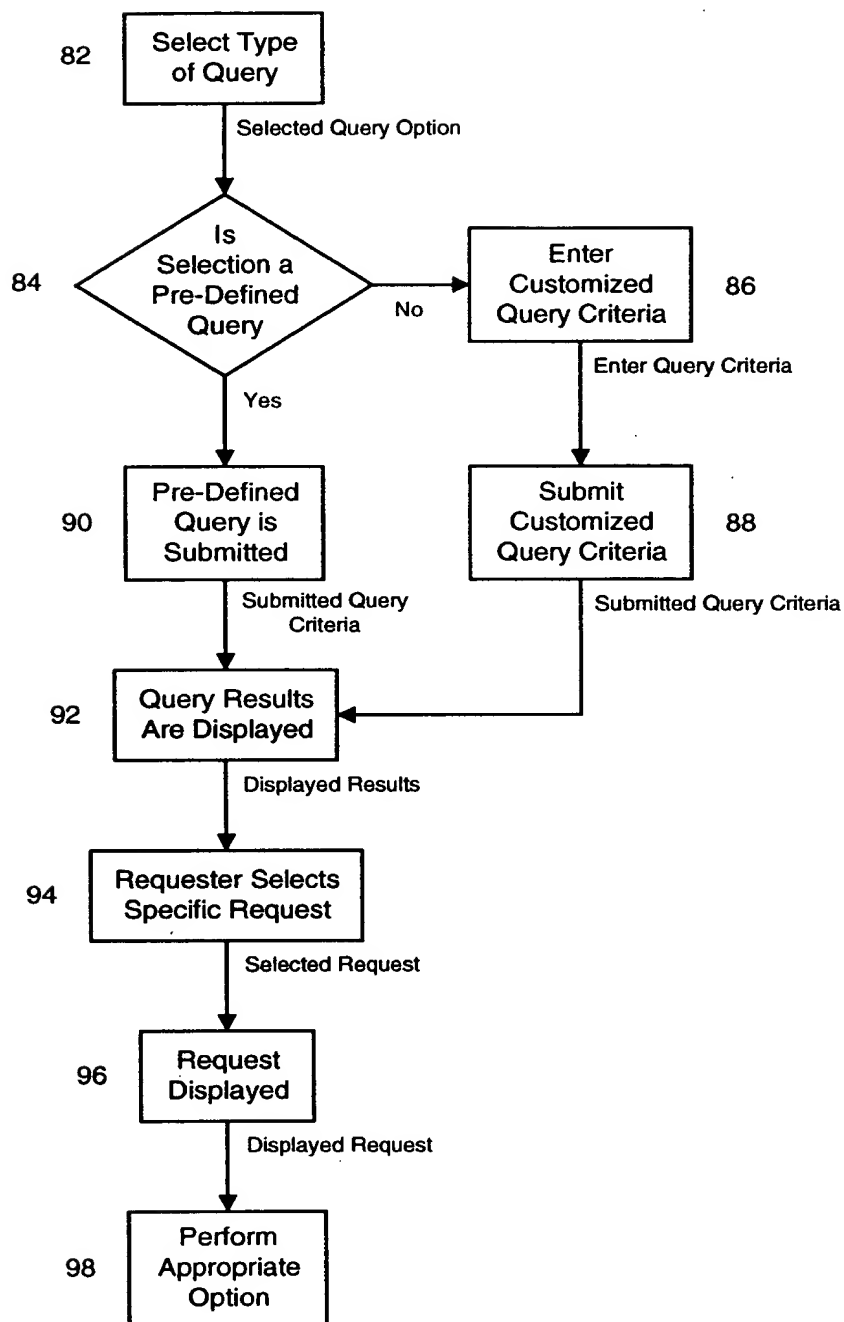 82
Select Type
of Query
Selected Query Option
84
Is
Selection a
Pre-Defined
Query
No
Enter
Customized
Query Criteria
86
Yes
Enter Query Criteria
90
Pre-Defined
Query is
Submitted
Submit
Customized
Query Criteria
88
Submitted Query
Criteria
Submitted Query Criteria
92
Query Results
Are Displayed
Displayed Results
94
Requester Selects
Specific Request
Selected Request
96
Request
Displayed
Displayed Request
98
Perform
Appropriate
Option